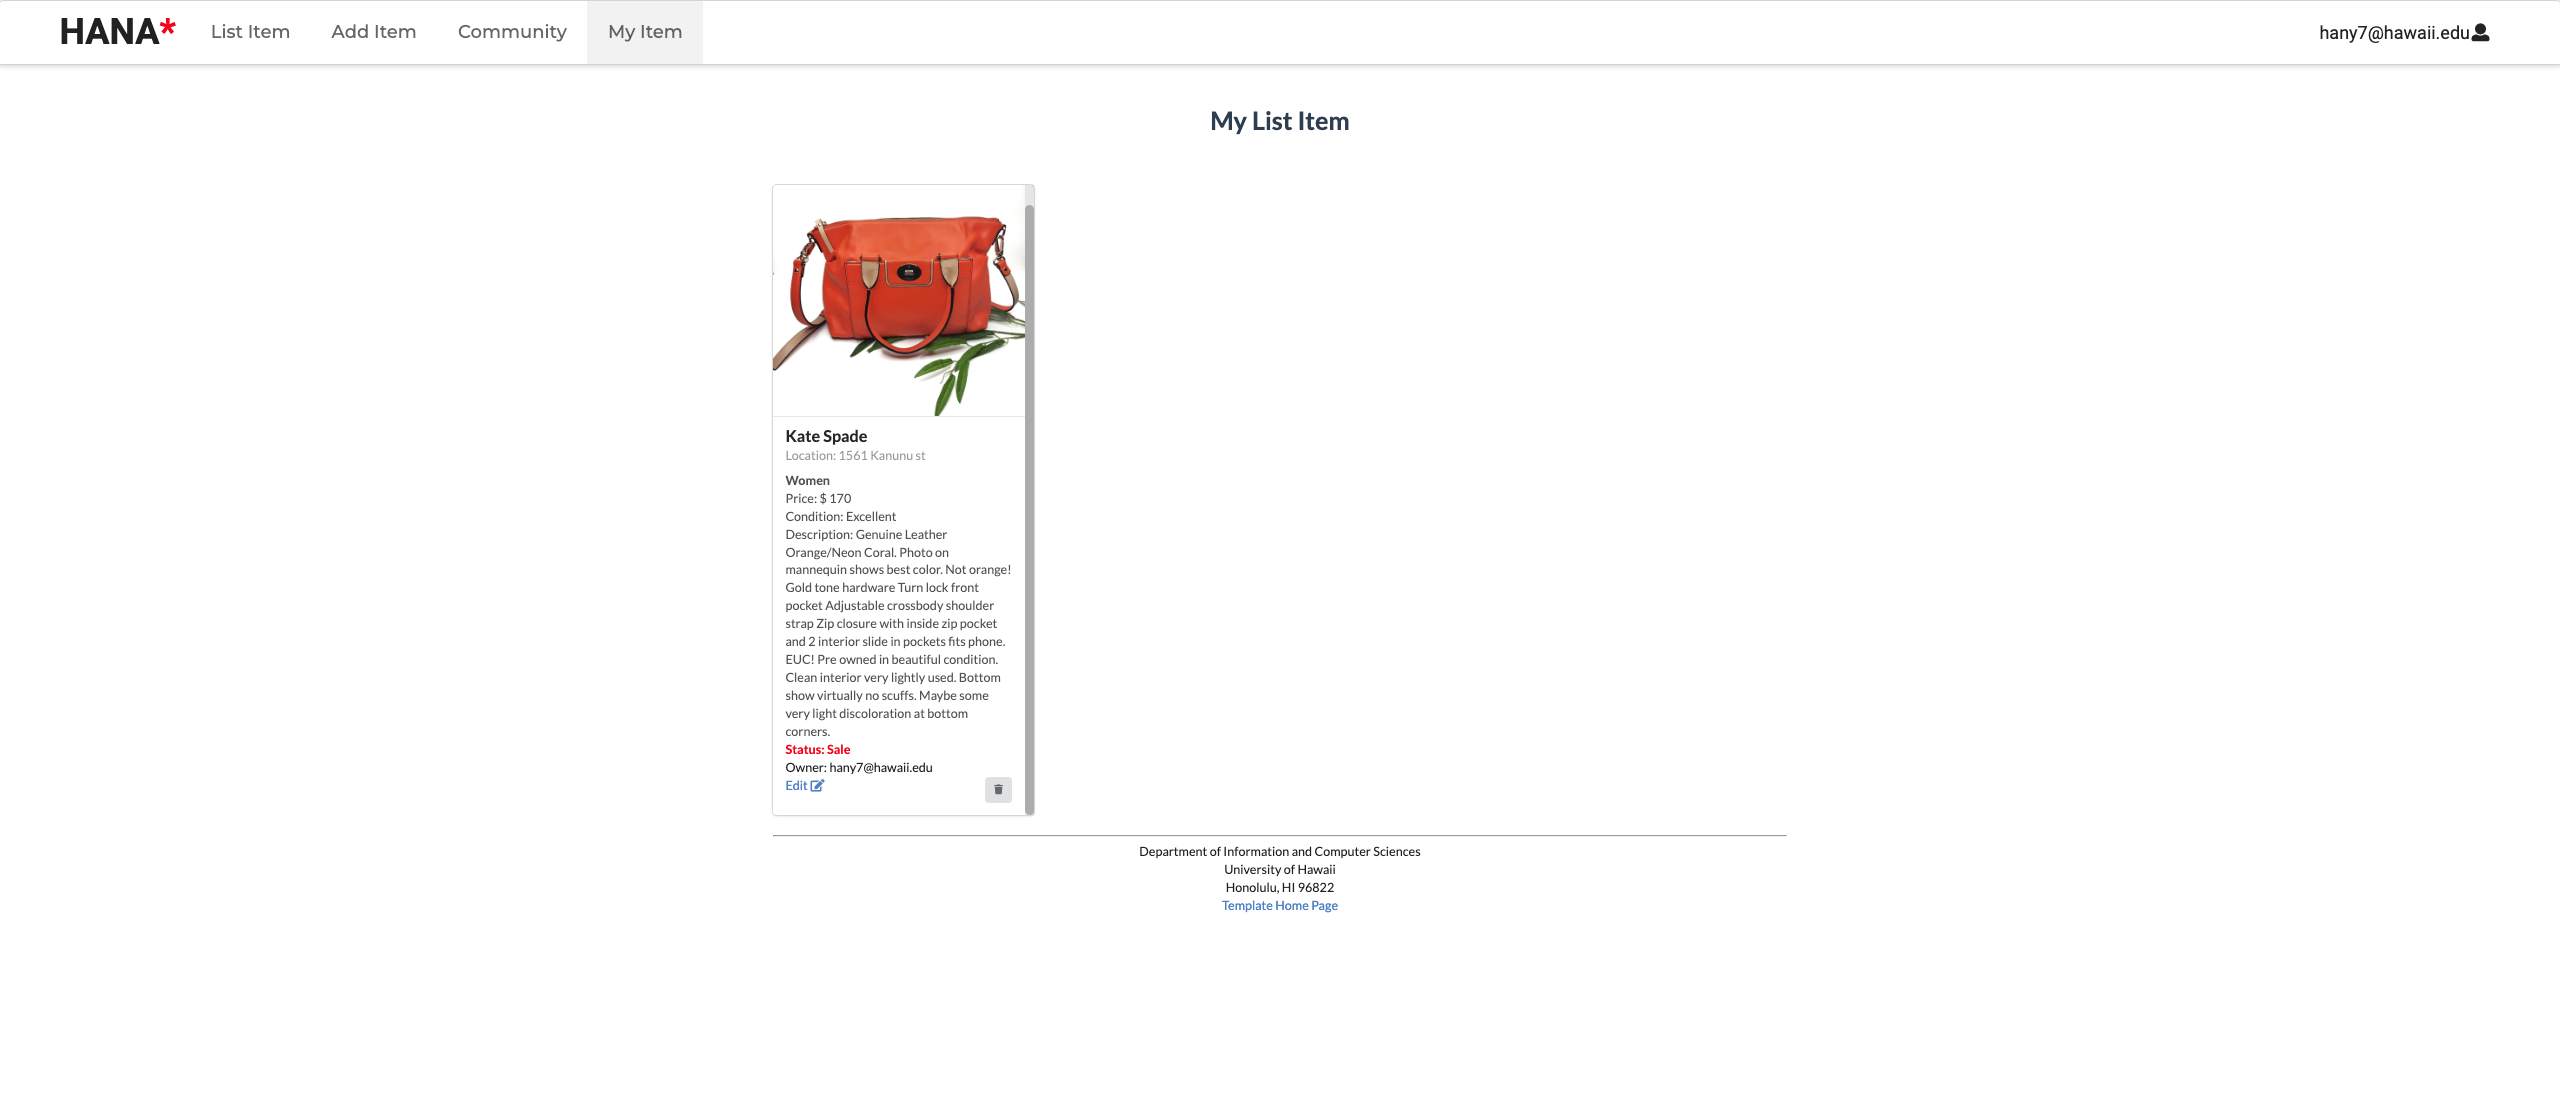 HANA* List Item Add Item Community My Item hany7@hawaii.edu
My List Item
Kate Spade
Location: 1561 Kanunu st
Women
Price: $ 170
Condition: Excellent
Description: Genuine Leather
Orange/Neon Coral. Photo on
mannequin shows best color. Not orange!
Gold tone hardware Turn lock front
pocket Adjustable crossbody shoulder
strap Zip closure with inside zip pocket
and 2 interior slide in pockets fits phone.
EUC! Pre owned in beautiful condition.
Clean interior very lightly used. Bottom
show virtually no scuffs. Maybe some
very light discoloration at bottom
corners.
Status: Sale
Owner: hany7@hawaii.edu
Edit
Department of Information and Computer Sciences
University of Hawaii
Honolulu, HI 96822
Template Home Page